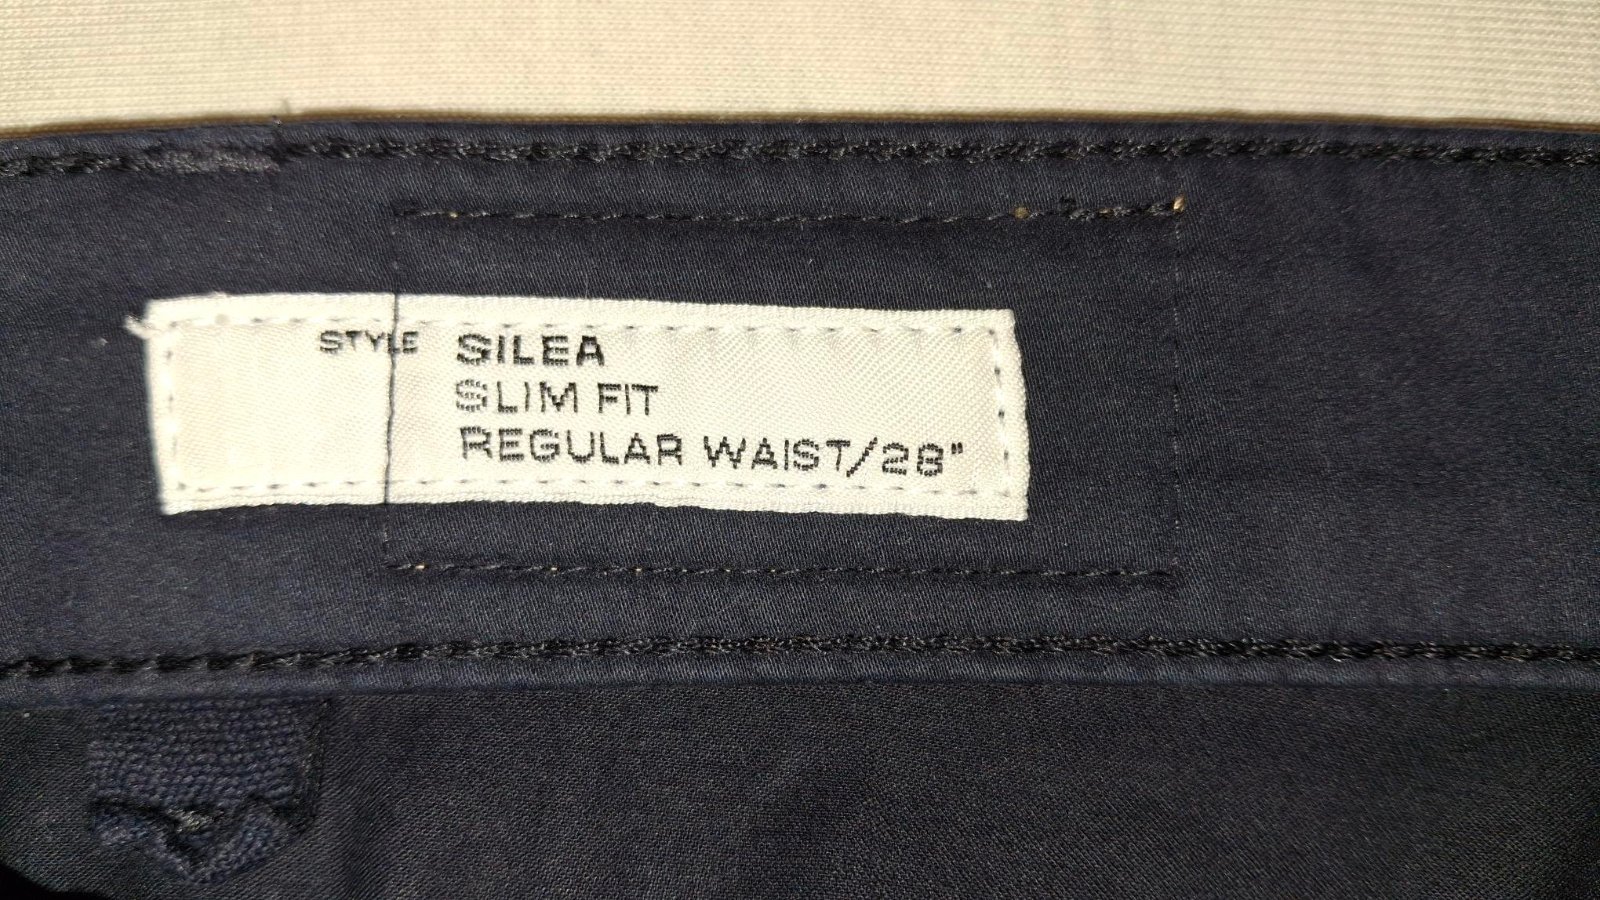 STYLE SILEA
SLIM FIT
REGULAR WAIST/28"